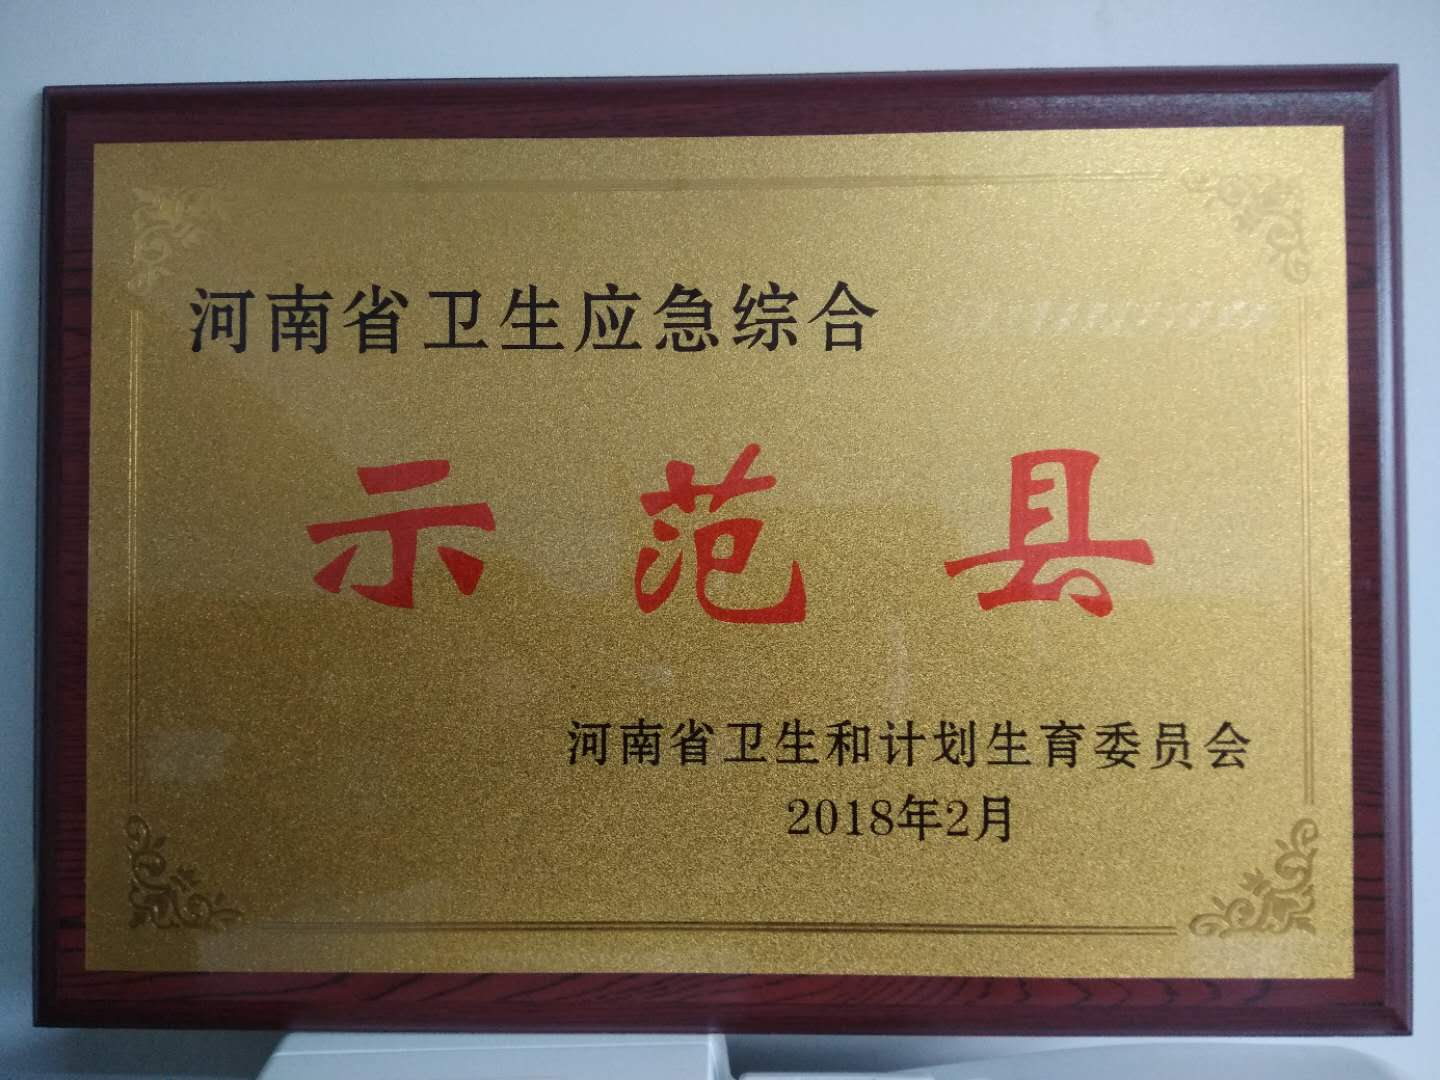 河南省卫生应急综合
示范县
河南省卫生和计划生育委员会
2018年2月